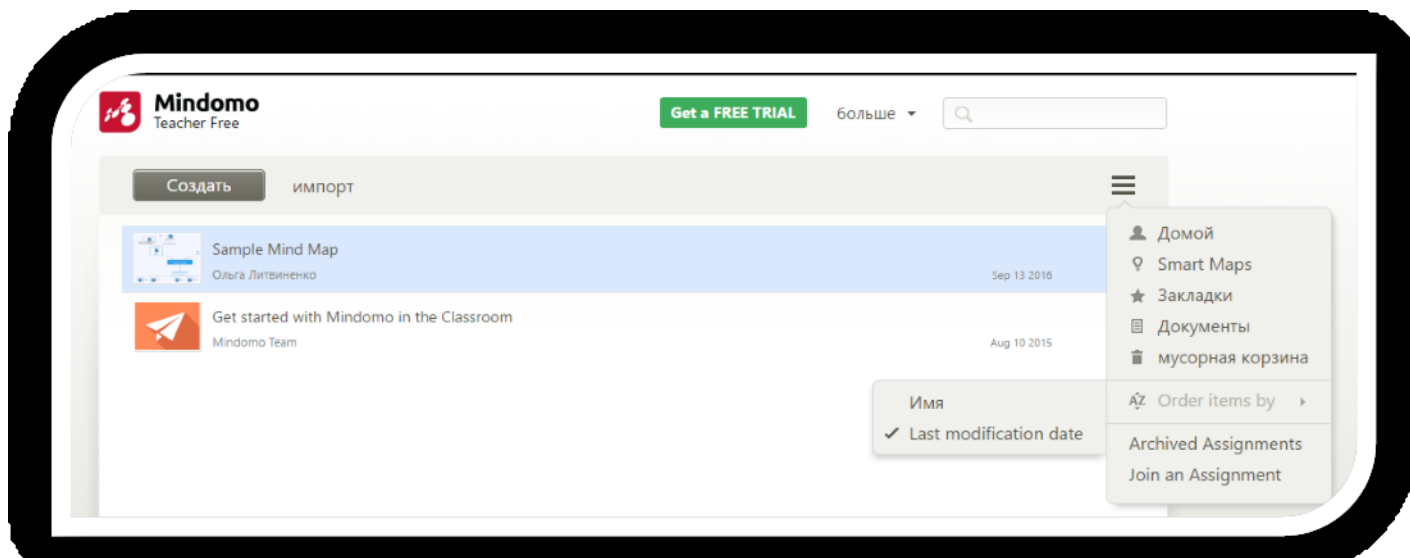 Mindomo
Teacher Free
Get a FREE TRIAL
больше
Создать
импорт
Sample Mind Map
Ольга Литвиненко
Sep 13 2016
Get started with Mindomo in the Classroom
Mindomo Team
Aug 10 2015
Домой
Smart Maps
Закладки
Документы
мусорная корзина
Order items by
Имя
Last modification date
Archived Assignments
Join an Assignment